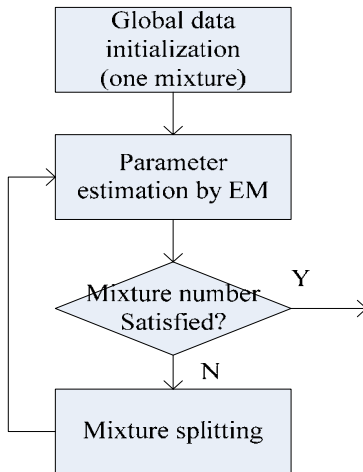 Global data
initialization
(one mixture)
Parameter
estimation by EM
Mixture number
Satisfied?
Y
N
Mixture splitting